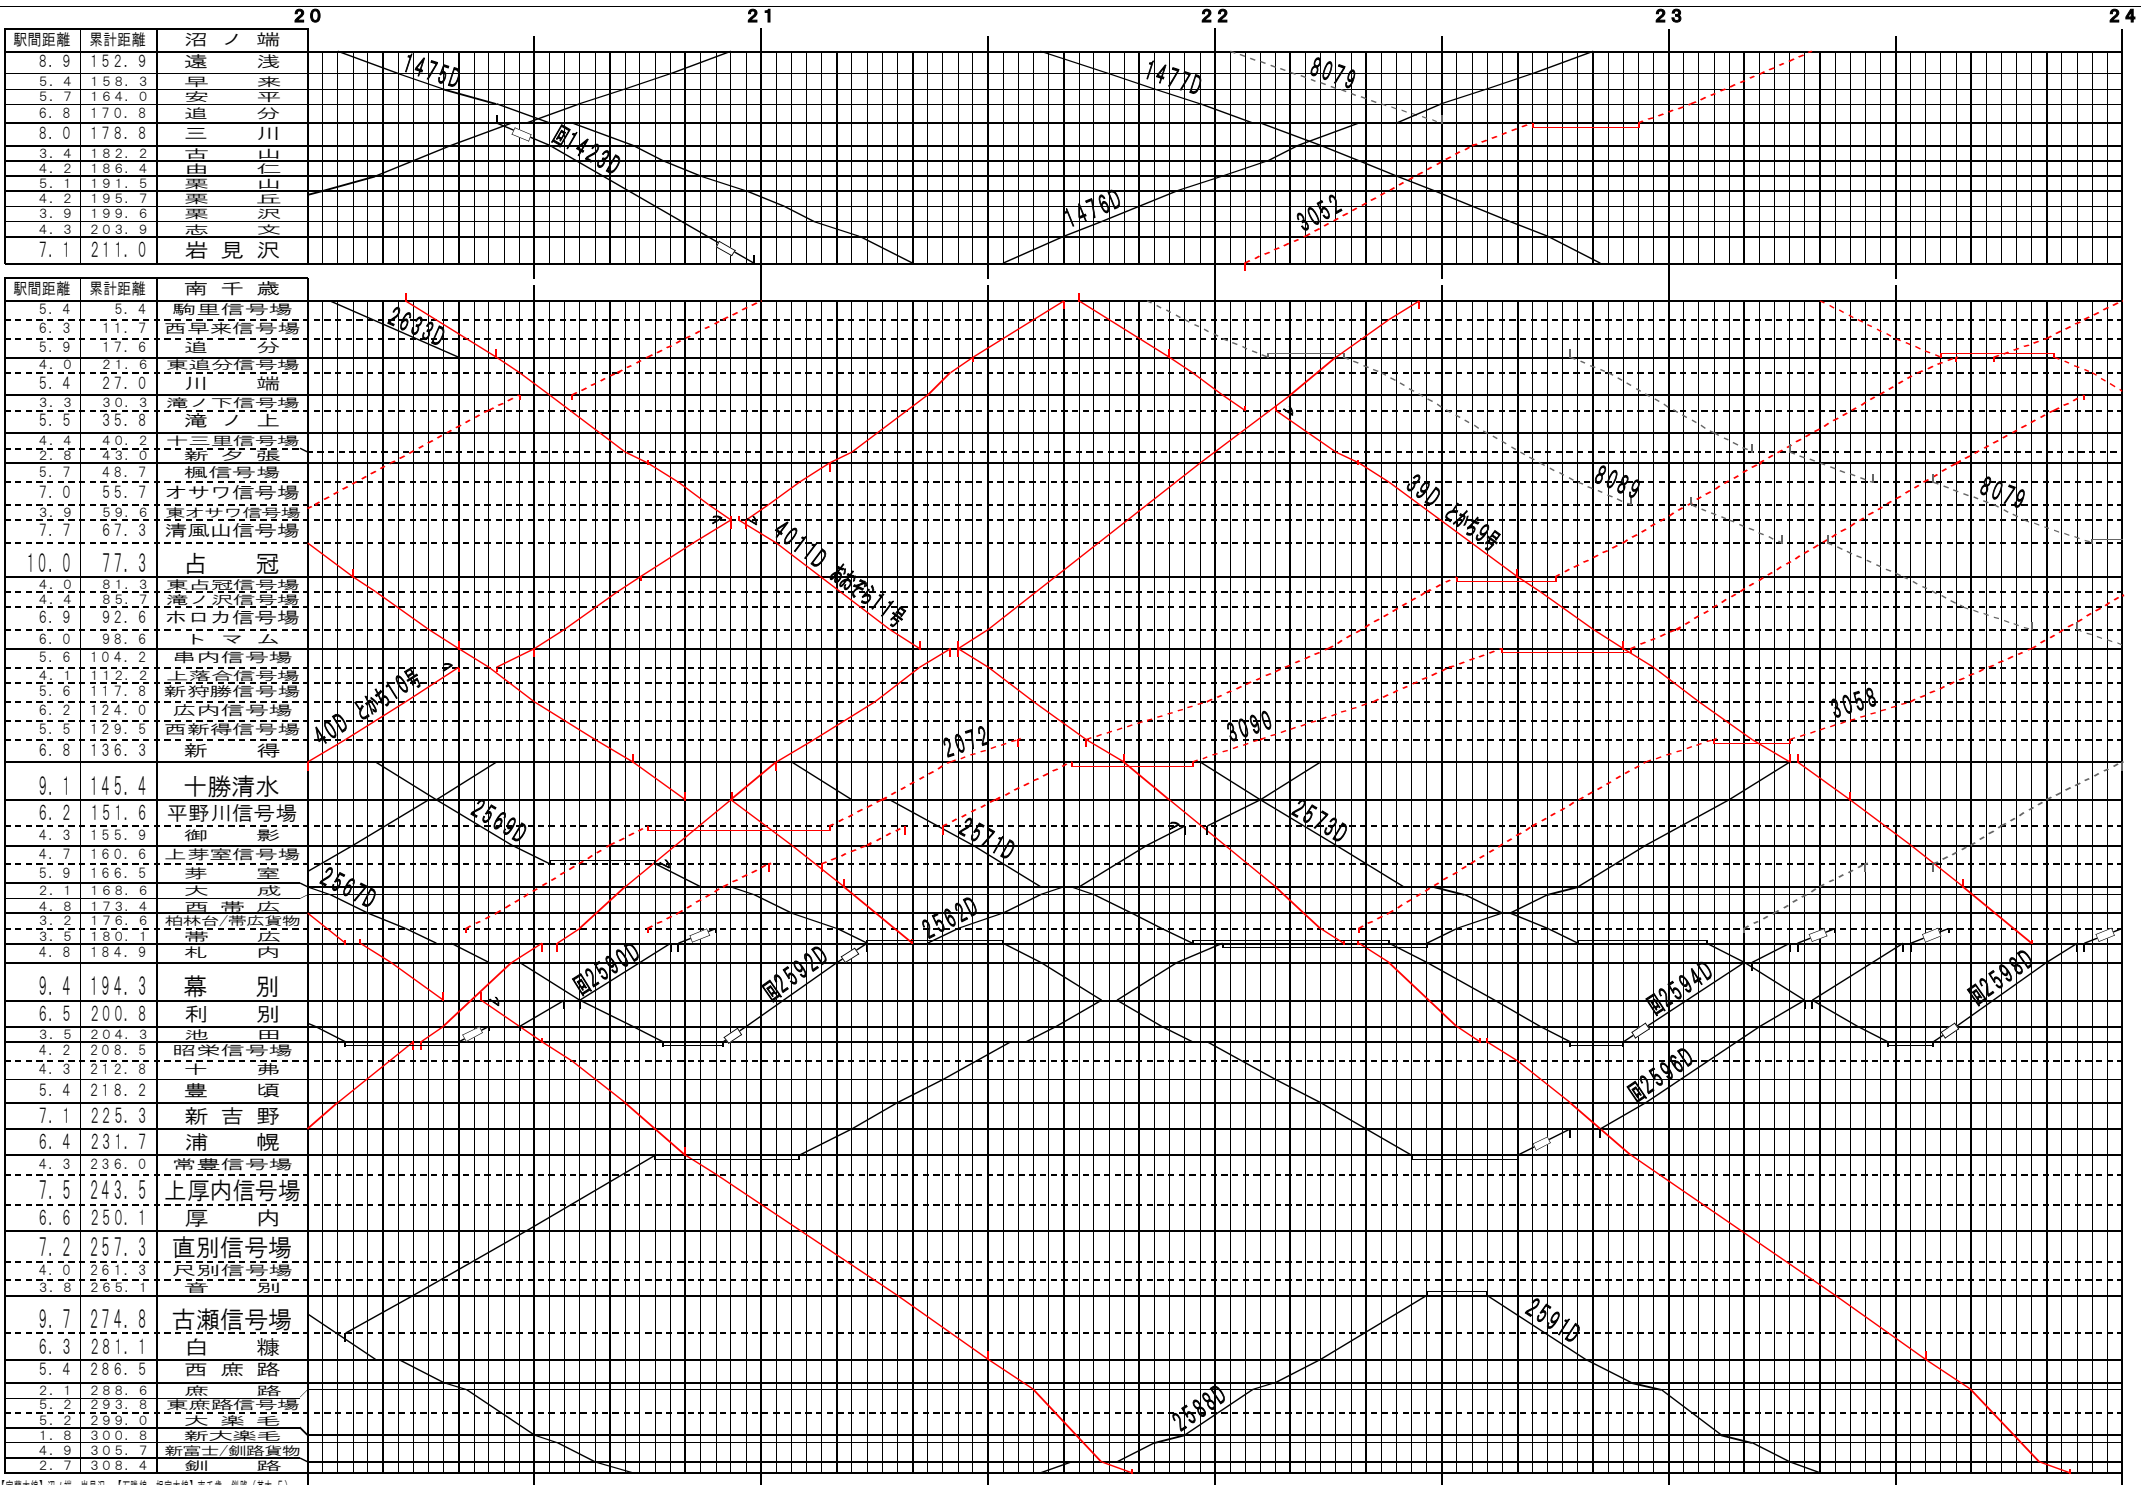 20 21 22 23 24
駅間距離 累計距離 沼ノ端
8.9 152.9 遠浅
5.4 158.3 早来
5.7 164.0 安平
6.8 170.8 追分
8.0 178.8 三川
3.4 182.2 古山
4.2 186.4 由仁
5.1 191.5 栗山
4.2 195.7 栗丘
3.9 199.6 栗沢
4.3 203.9 志文
7.1 211.0 岩見沢
1475D
回1423D
1477D
8079
1476D
3052
駅間距離 累計距離 南千歳
5.4 5.4 駒里信号場
6.3 11.7 西早来信号場
5.9 17.6 追分
4.0 21.6 東追分信号場
5.4 27.0 川端
3.3 30.3 滝ノ下信号場
5.5 35.8 滝ノ上
4.4 40.2 十三里信号場
2.8 43.0 新夕張
5.7 48.7 楓信号場
7.0 55.7 オサワ信号場
3.9 59.6 東オサワ信号場
7.7 67.3 清風山信号場
10.0 77.3 占冠
4.0 81.3 東占冠信号場
4.4 85.7 滝ノ沢信号場
6.9 92.6 ホロカ信号場
6.0 98.6 トマム
5.6 104.2 串内信号場
8.0 112.2 上落合信号場
5.6 117.8 新狩勝信号場
6.2 124.0 広内信号場
5.5 129.5 西新得信号場
6.8 136.3 新得
9.1 145.4 十勝清水
6.2 151.6 平野川信号場
4.3 155.9 御影
4.7 160.6 上芽室信号場
5.9 166.5 芽室
2.1 168.6 大成
4.8 173.4 西帯広
3.2 176.6 柏林台/帯広貨物
3.5 180.1 帯広
4.8 184.9 札内
9.4 194.3 幕別
6.5 200.8 利別
3.5 204.3 池田
4.2 208.5 昭栄信号場
4.3 212.8 十弗
5.4 218.2 豊頃
7.1 225.3 新吉野
6.4 231.7 浦幌
4.3 236.0 常豊信号場
7.5 243.5 上厚内信号場
6.6 250.1 厚内
7.2 257.3 直別信号場
4.0 261.3 尺別信号場
3.8 265.1 音別
9.7 274.8 古瀬信号場
6.3 281.1 白糠
5.4 286.5 西庶路
2.1 288.6 庶路
5.2 293.8 東庶路信号場
5.2 299.0 大楽毛
1.8 300.8 新大楽毛
4.9 305.7 新富士/釧路貨物
2.7 308.4 釧路
2633D
4011D おおぞら11号
39D とかち9号
8089
8079
40D とかち10号
2072
3090
3058
2569D
2571D
2573D
2567D
2562D
回2590D
回2592D
回2594D
回2598D
回2596D
2591D
2588D